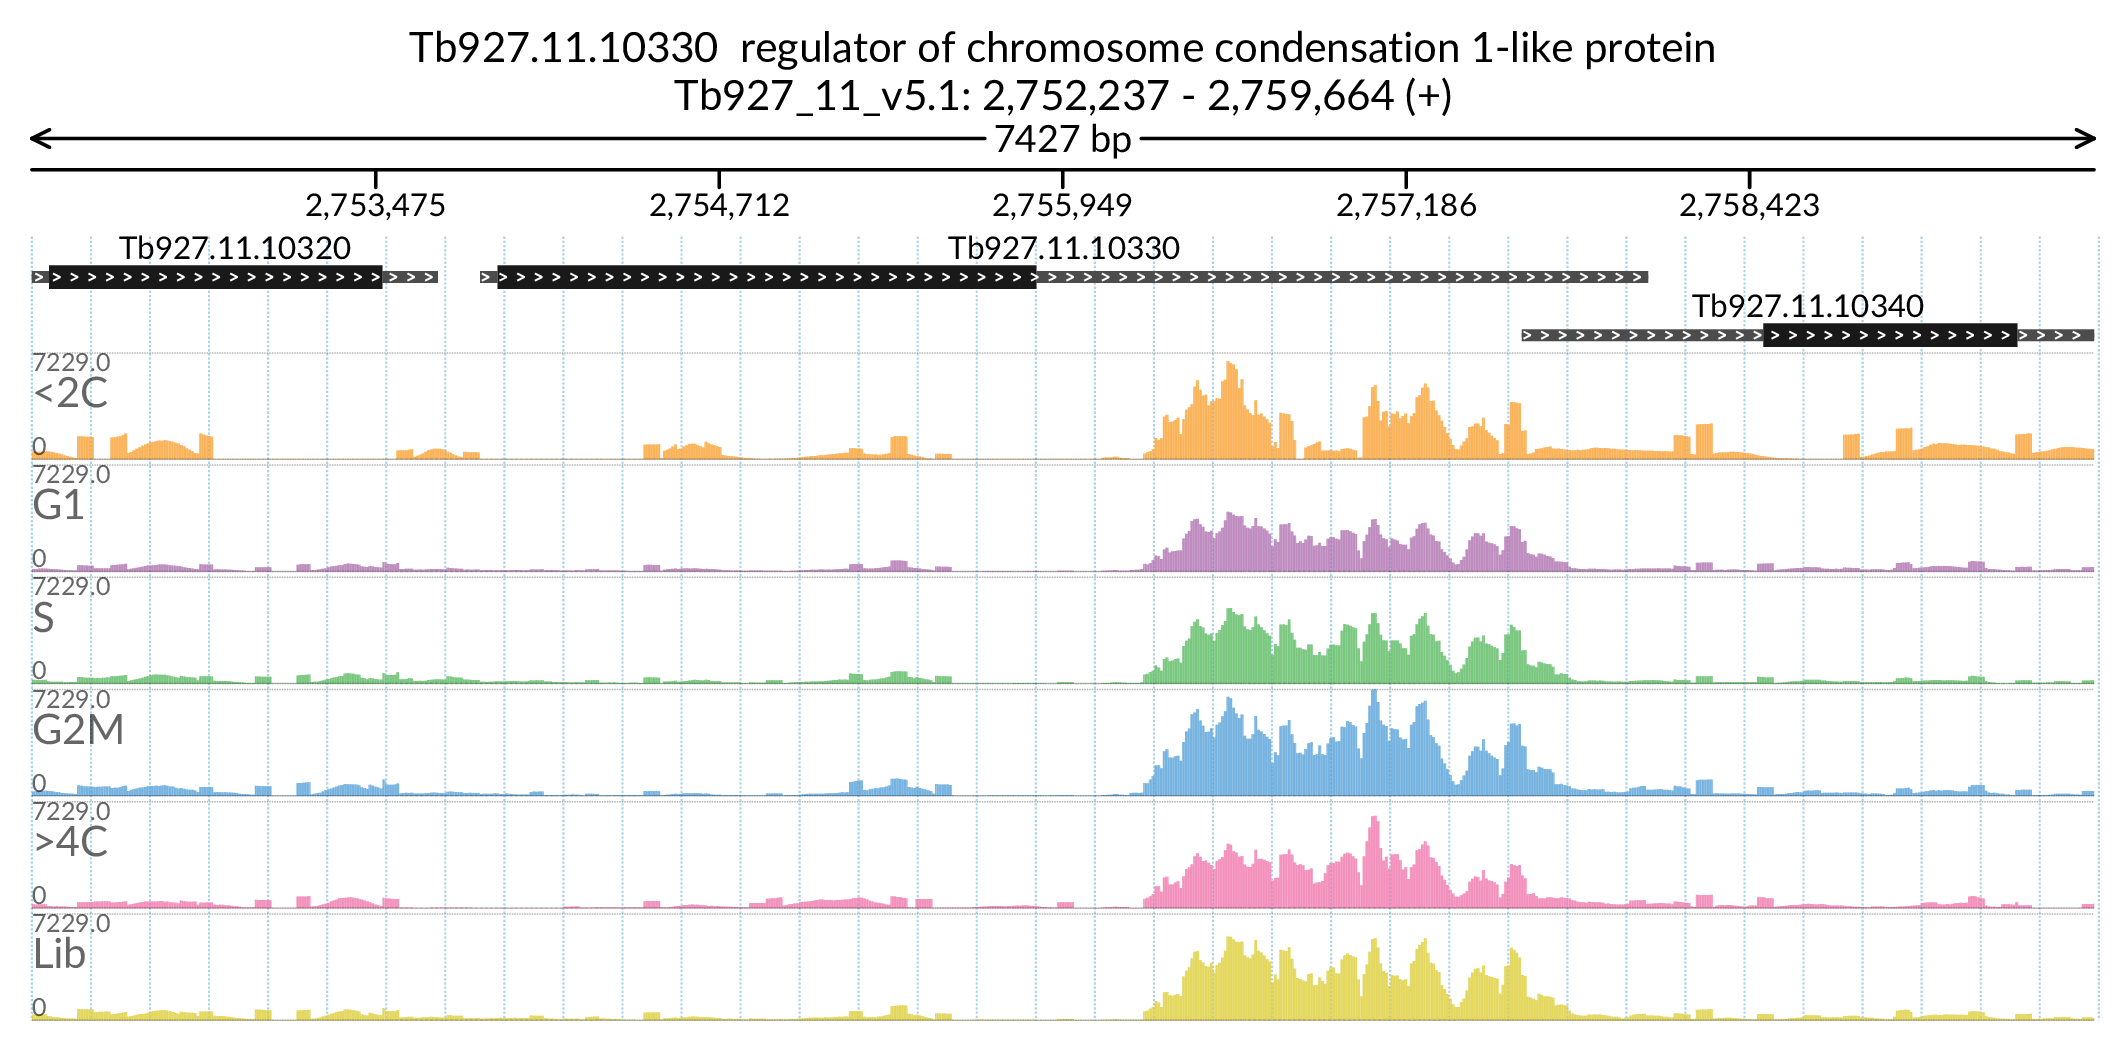 Tb927.11.10330  regulator of chromosome condensation 1-like protein
Tb927_11_v5.1: 2,752,237 - 2,759,664 (+)
7427 bp
2,753,475 2,754,712 2,755,949 2,757,186 2,758,423
Tb927.11.10320 Tb927.11.10330
Tb927.11.10340
7229.0
<2C
0
7229.0
G1
0
7229.0
S
0
7229.0
G2M
0
7229.0
>4C
0
7229.0
Lib
0